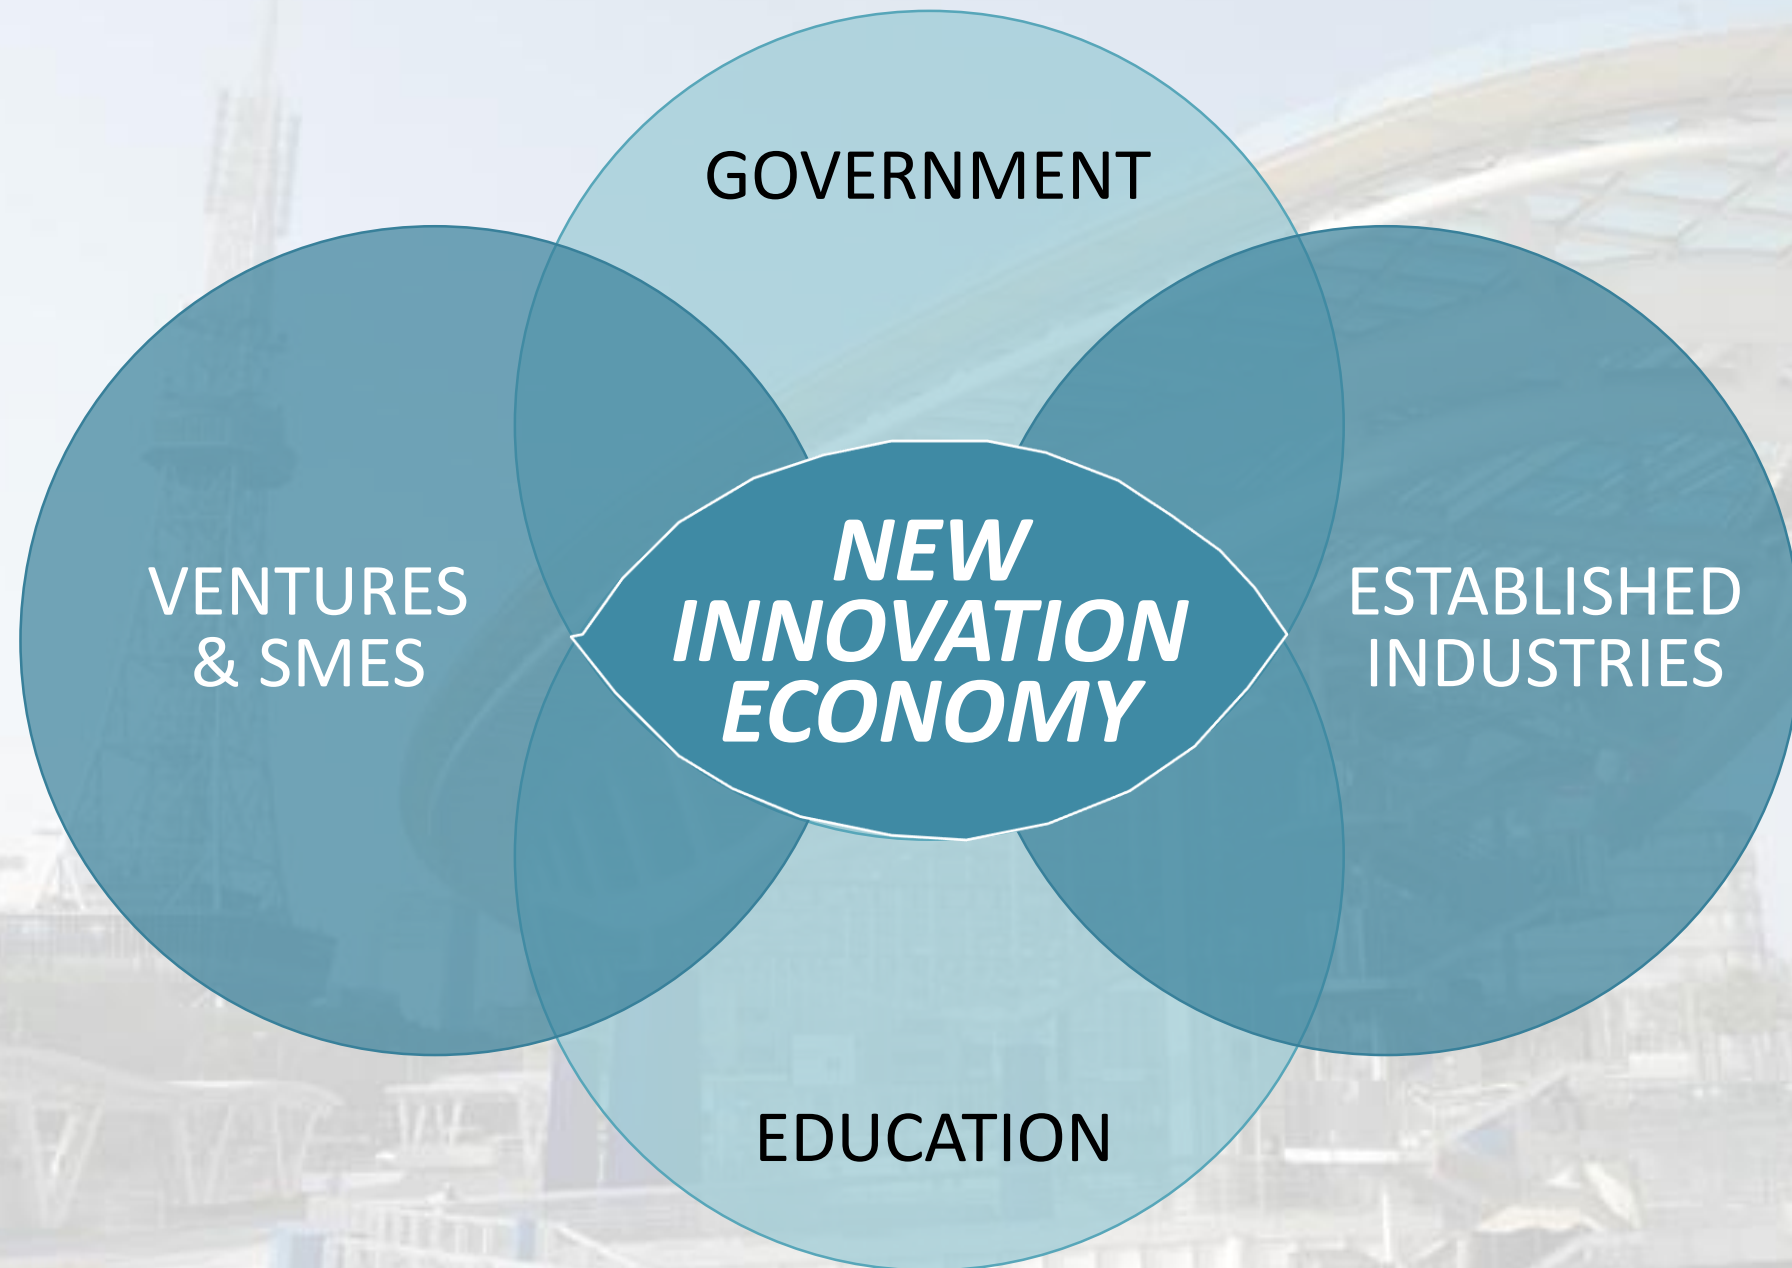 GOVERNMENT
VENTURES
& SMES
NEW
INNOVATION
ECONOMY
ESTABLISHED
INDUSTRIES
EDUCATION